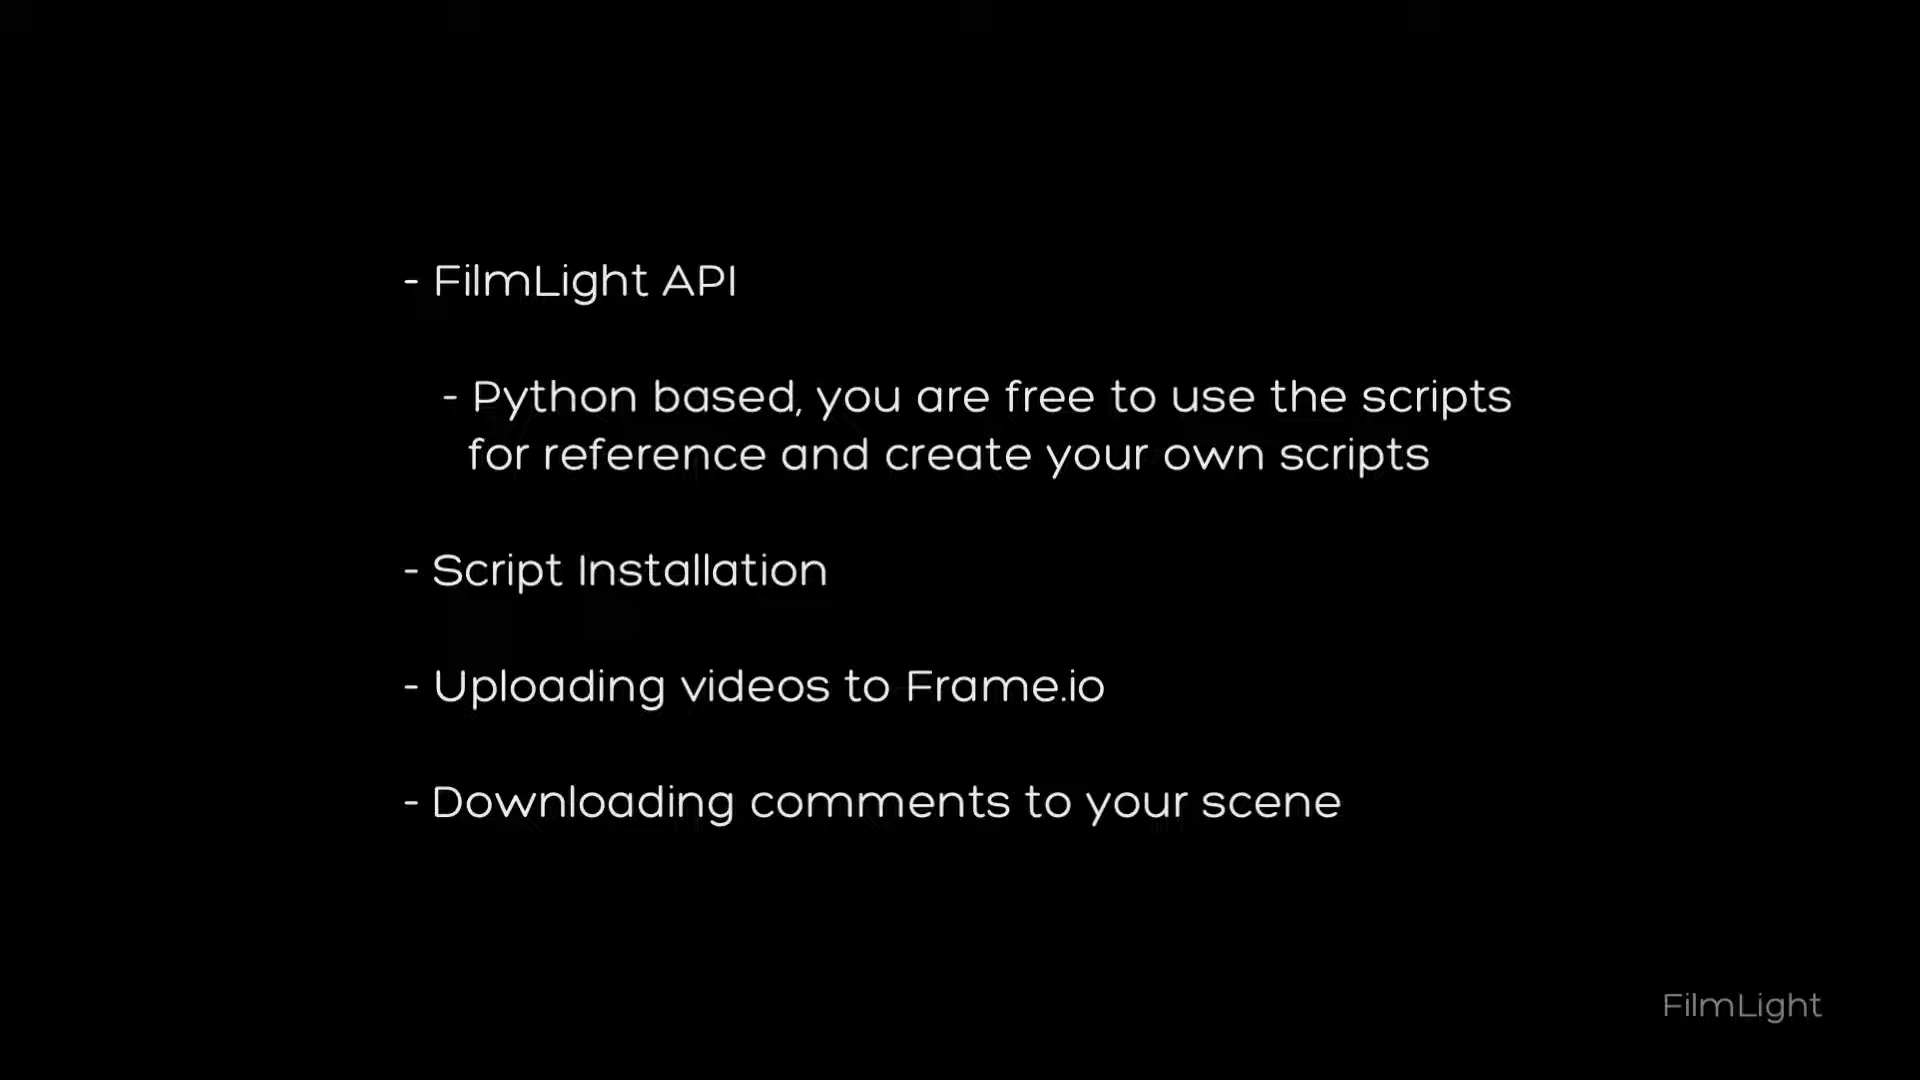 - FilmLight API
- Python based, you are free to use the scripts
for reference and create your own scripts
- Script Installation
- Uploading videos to Frame.io
- Downloading comments to your scene
FilmLight